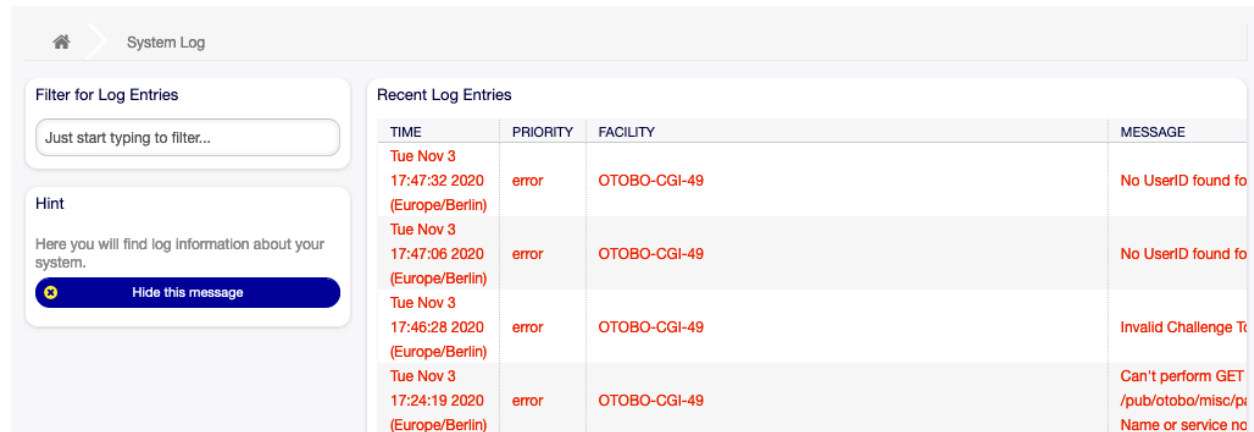 System Log
Filter for Log Entries
Just start typing to filter...
Hint
Here you will find log information about your
system.
Hide this message
Recent Log Entries
TIME PRIORITY FACILITY MESSAGE
Tue Nov 3
17:47:32 2020 error OTOBO-CGI-49 No UserID found fo
(Europe/Berlin)
Tue Nov 3
17:47:06 2020 error OTOBO-CGI-49 No UserID found fo
(Europe/Berlin)
Tue Nov 3
17:46:28 2020 error OTOBO-CGI-49 Invalid Challenge
(Europe/Berlin)
Tue Nov 3 Can't perform GET
17:24:19 2020 error OTOBO-CGI-49 /pub/otobo/misc/pa
(Europe/Berlin) Name or service no